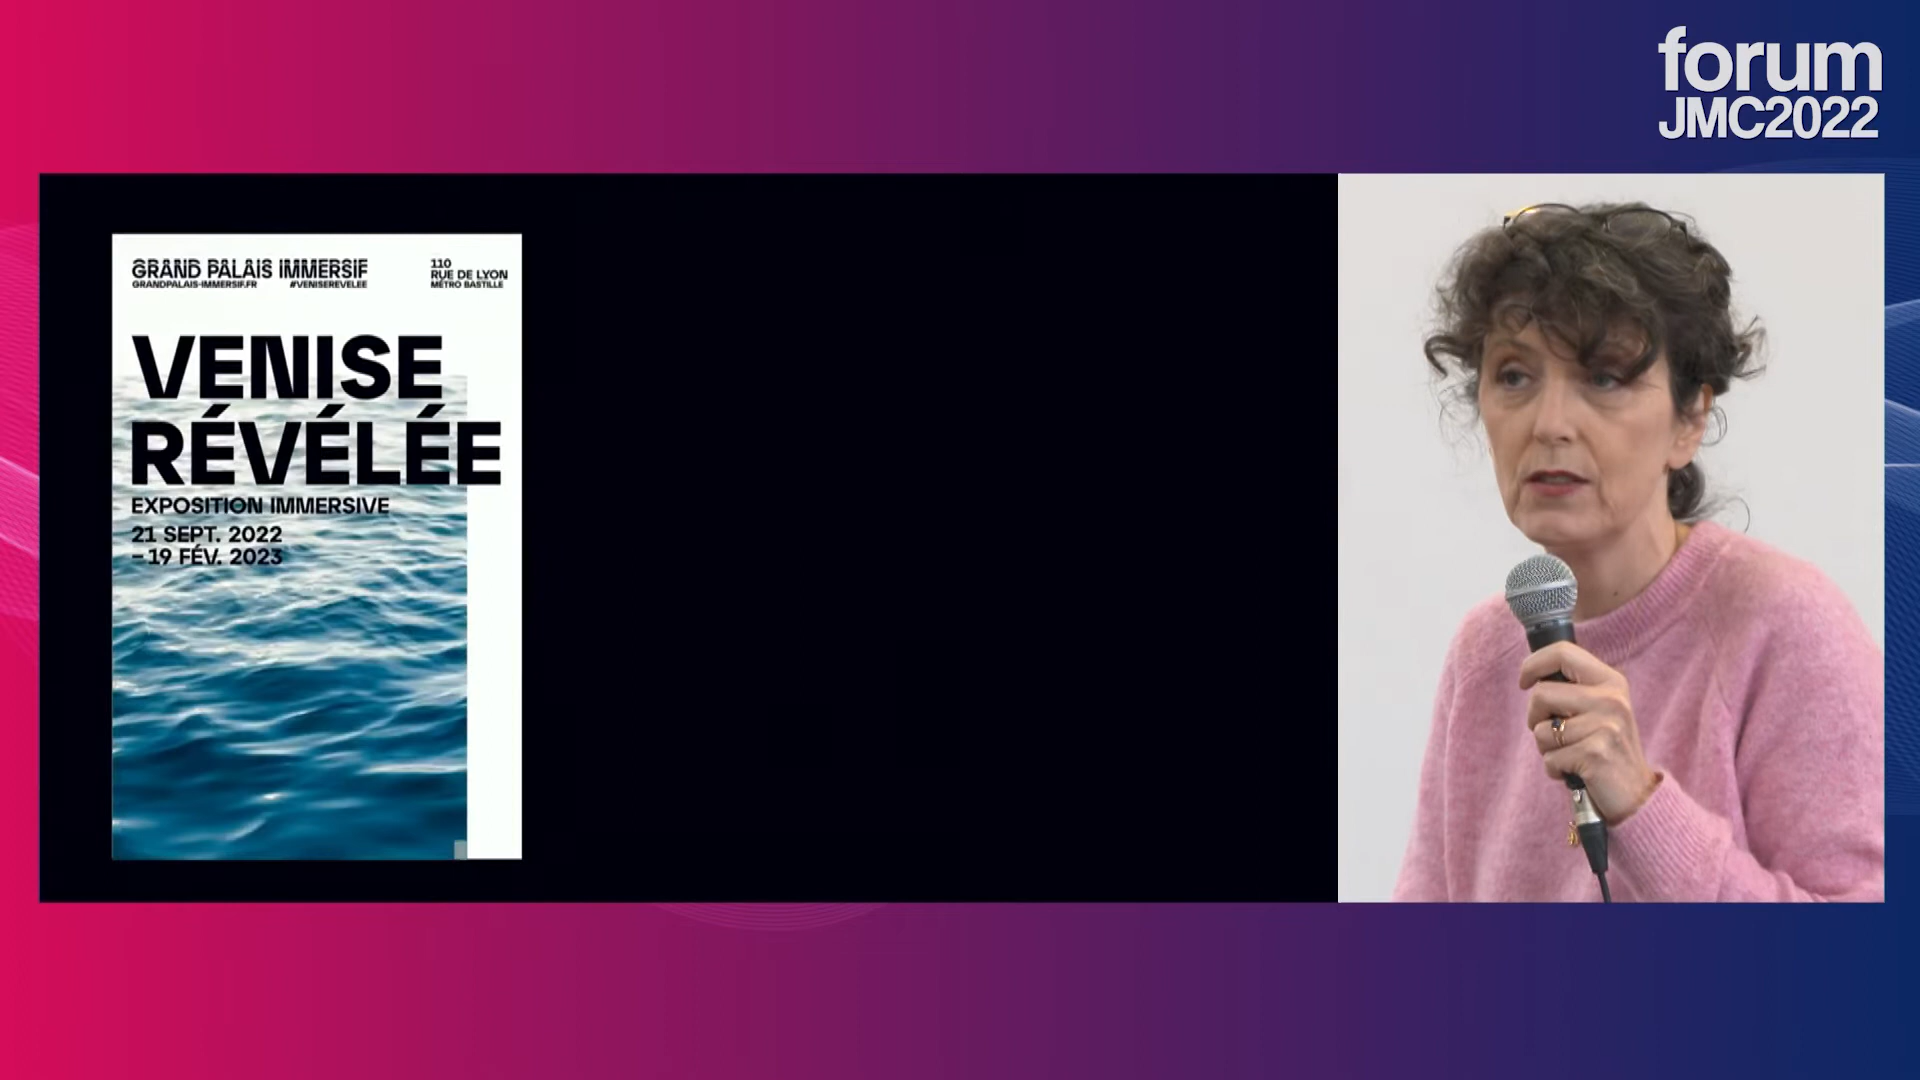 forum
JMC2022
GRAND PALAIS IMMERSIF
GRANDPALAIS-IMMERSIF.FR #VENISEREVELEE
110
RUE DE LYON
MÉTRO BASTILLE
VENISE
RÉVÉLÉE
EXPOSITION IMMERSIVE
21 SEPT. 2022
– 19 FÉV. 2023